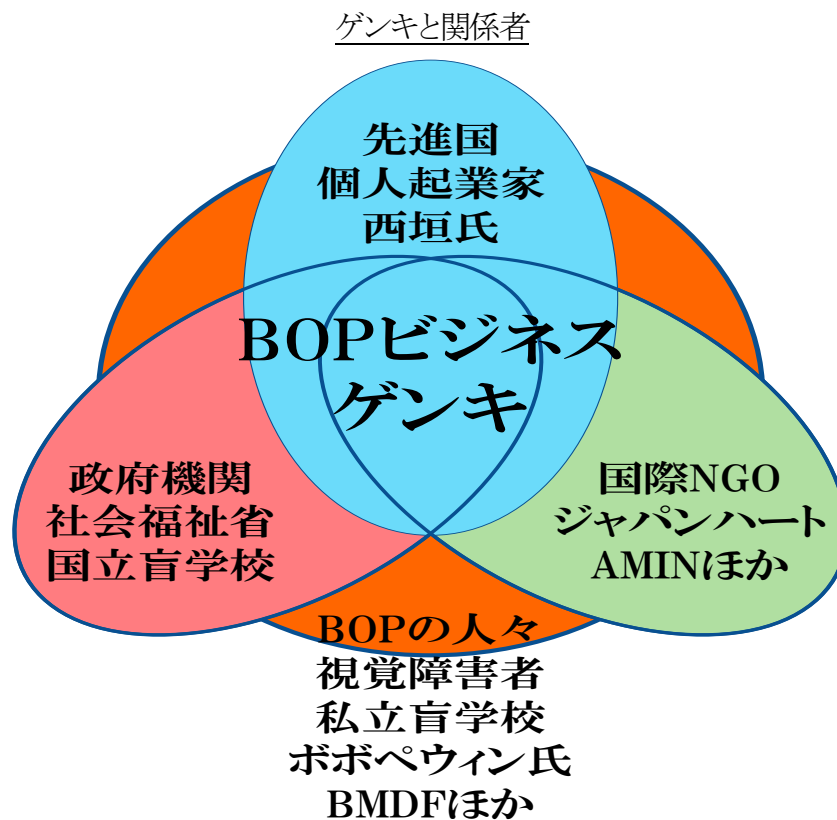 ゲンキと関係者
先進国
個人起業家
西垣氏
BOPビジネス
ゲンキ
政府機関
社会福祉省
国立盲学校
国際NGO
ジャパンハート
AMINほか
BOPの人々
視覚障害者
私立盲学校
ボボペウィン氏
BMDFほか